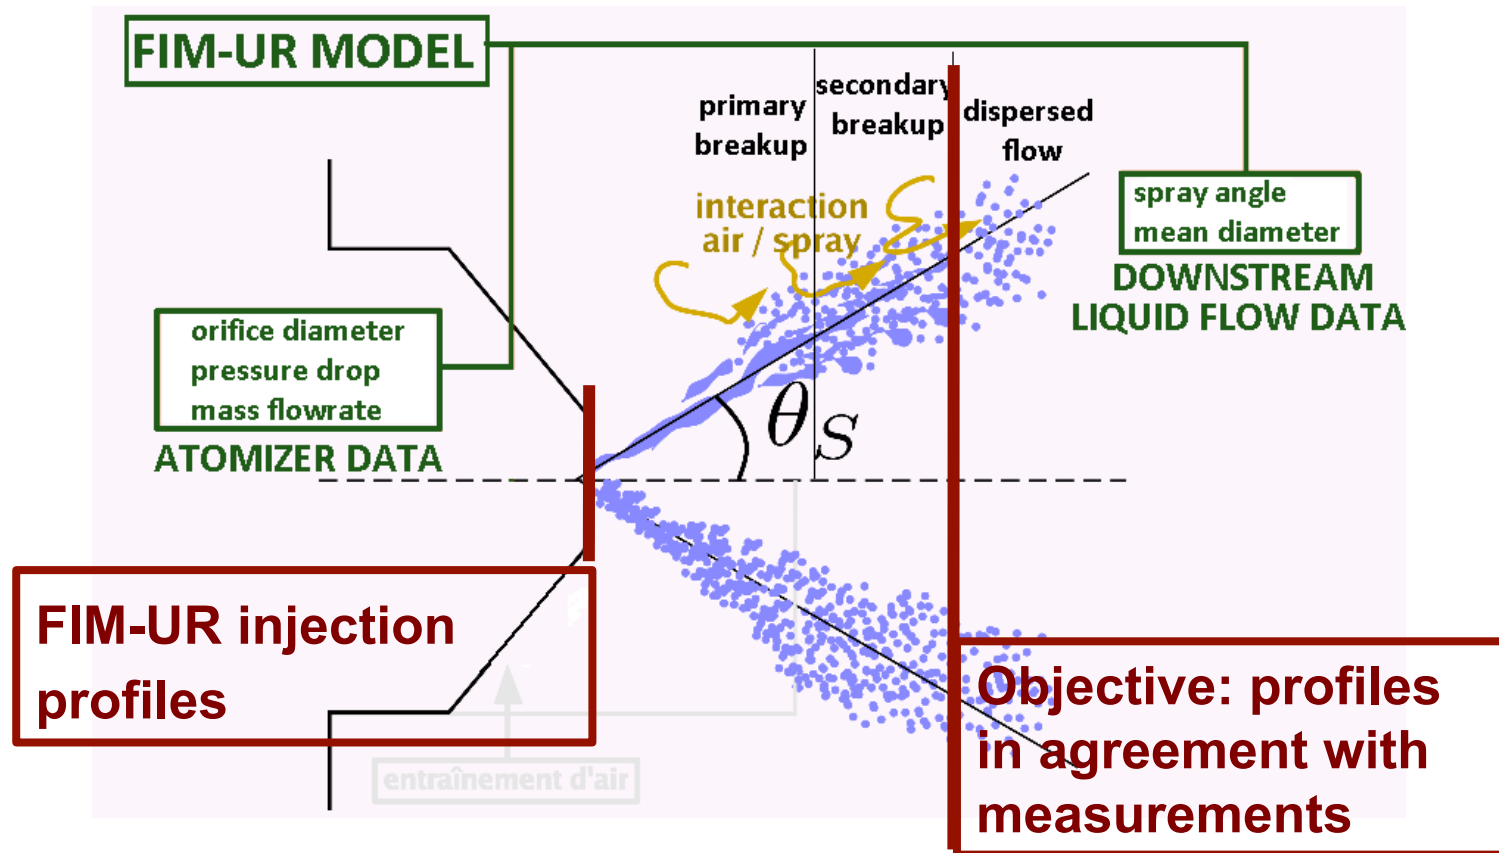 FIM-UR MODEL
primary
breakup
secondary
breakup
dispersed
flow
interaction
air / spray
spray angle
mean diameter
DOWNSTREAM
LIQUID FLOW DATA
orifice diameter
pressure drop
mass flowrate
ATOMIZER DATA
θS
FIM-UR injection
profiles
Objective: profiles
in agreement with
measurements
entraînement d'air